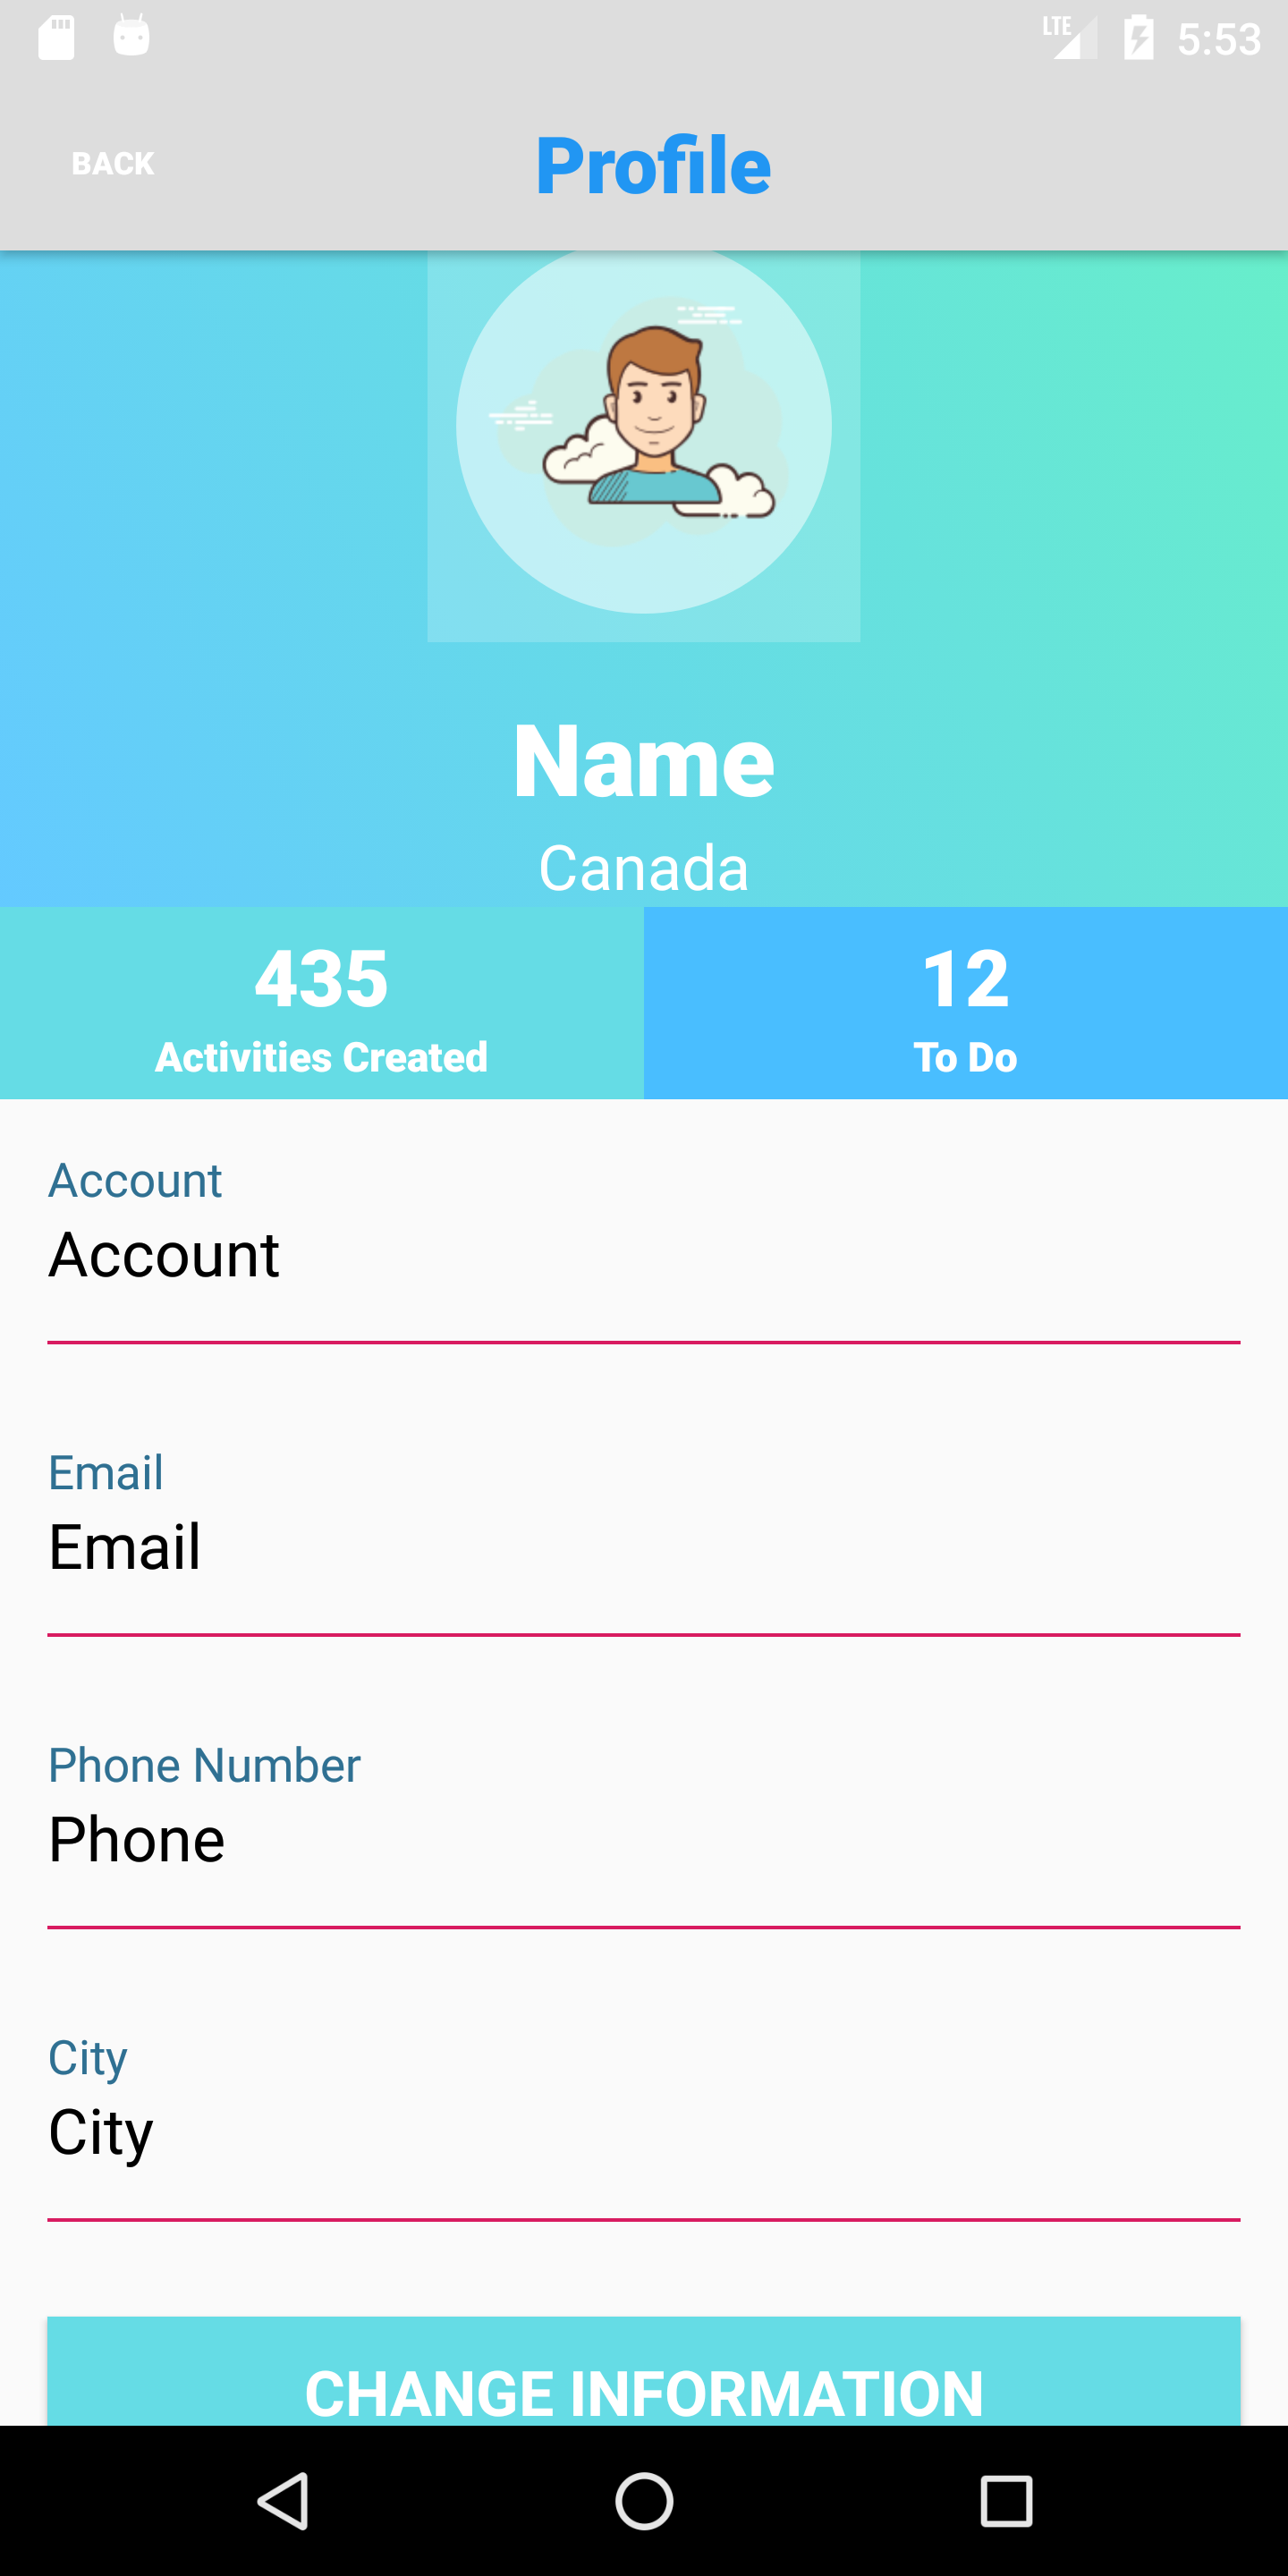 LTE 5:53
BACK Profile
Name
Canada
435
Activities Created
12
To Do
Account
Account
Email
Email
Phone Number
Phone
City
City
CHANGE INFORMATION